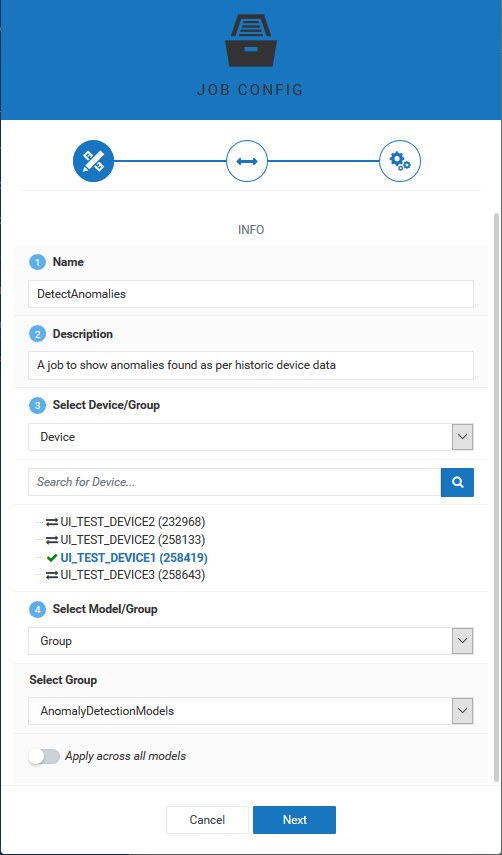 JOB CONFIG
INFO
1 Name
DetectAnomalies
2 Description
A job to show anomalies found as per historic device data
3 Select Device/Group
Device
Search for Device...
UI_TEST_DEVICE2 (232968)
UI_TEST_DEVICE2 (258133)
UI_TEST_DEVICE1 (258419)
UI_TEST_DEVICE3 (258643)
4 Select Model/Group
Group
Select Group
AnomalyDetectionModels
Apply across all models
Cancel Next